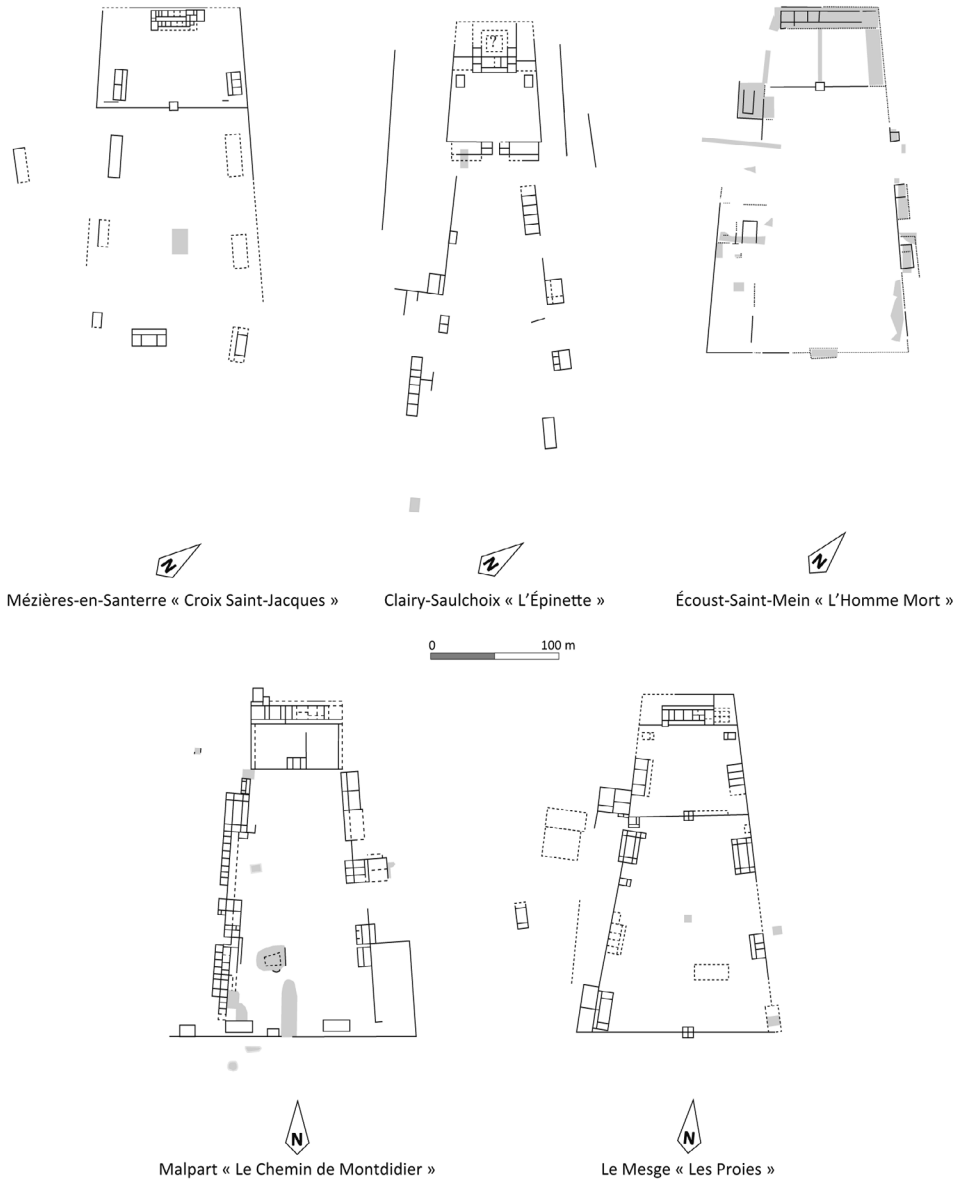 ?
N
N
N
Mézières-en-Santerre « Croix Saint-Jacques »
Clairy-Saulchoix « L’Épinette »
Écoust-Saint-Mein « L’Homme Mort »
0 100 m
N
N
Malpart « Le Chemin de Montdidier »
Le Mesge « Les Proies »